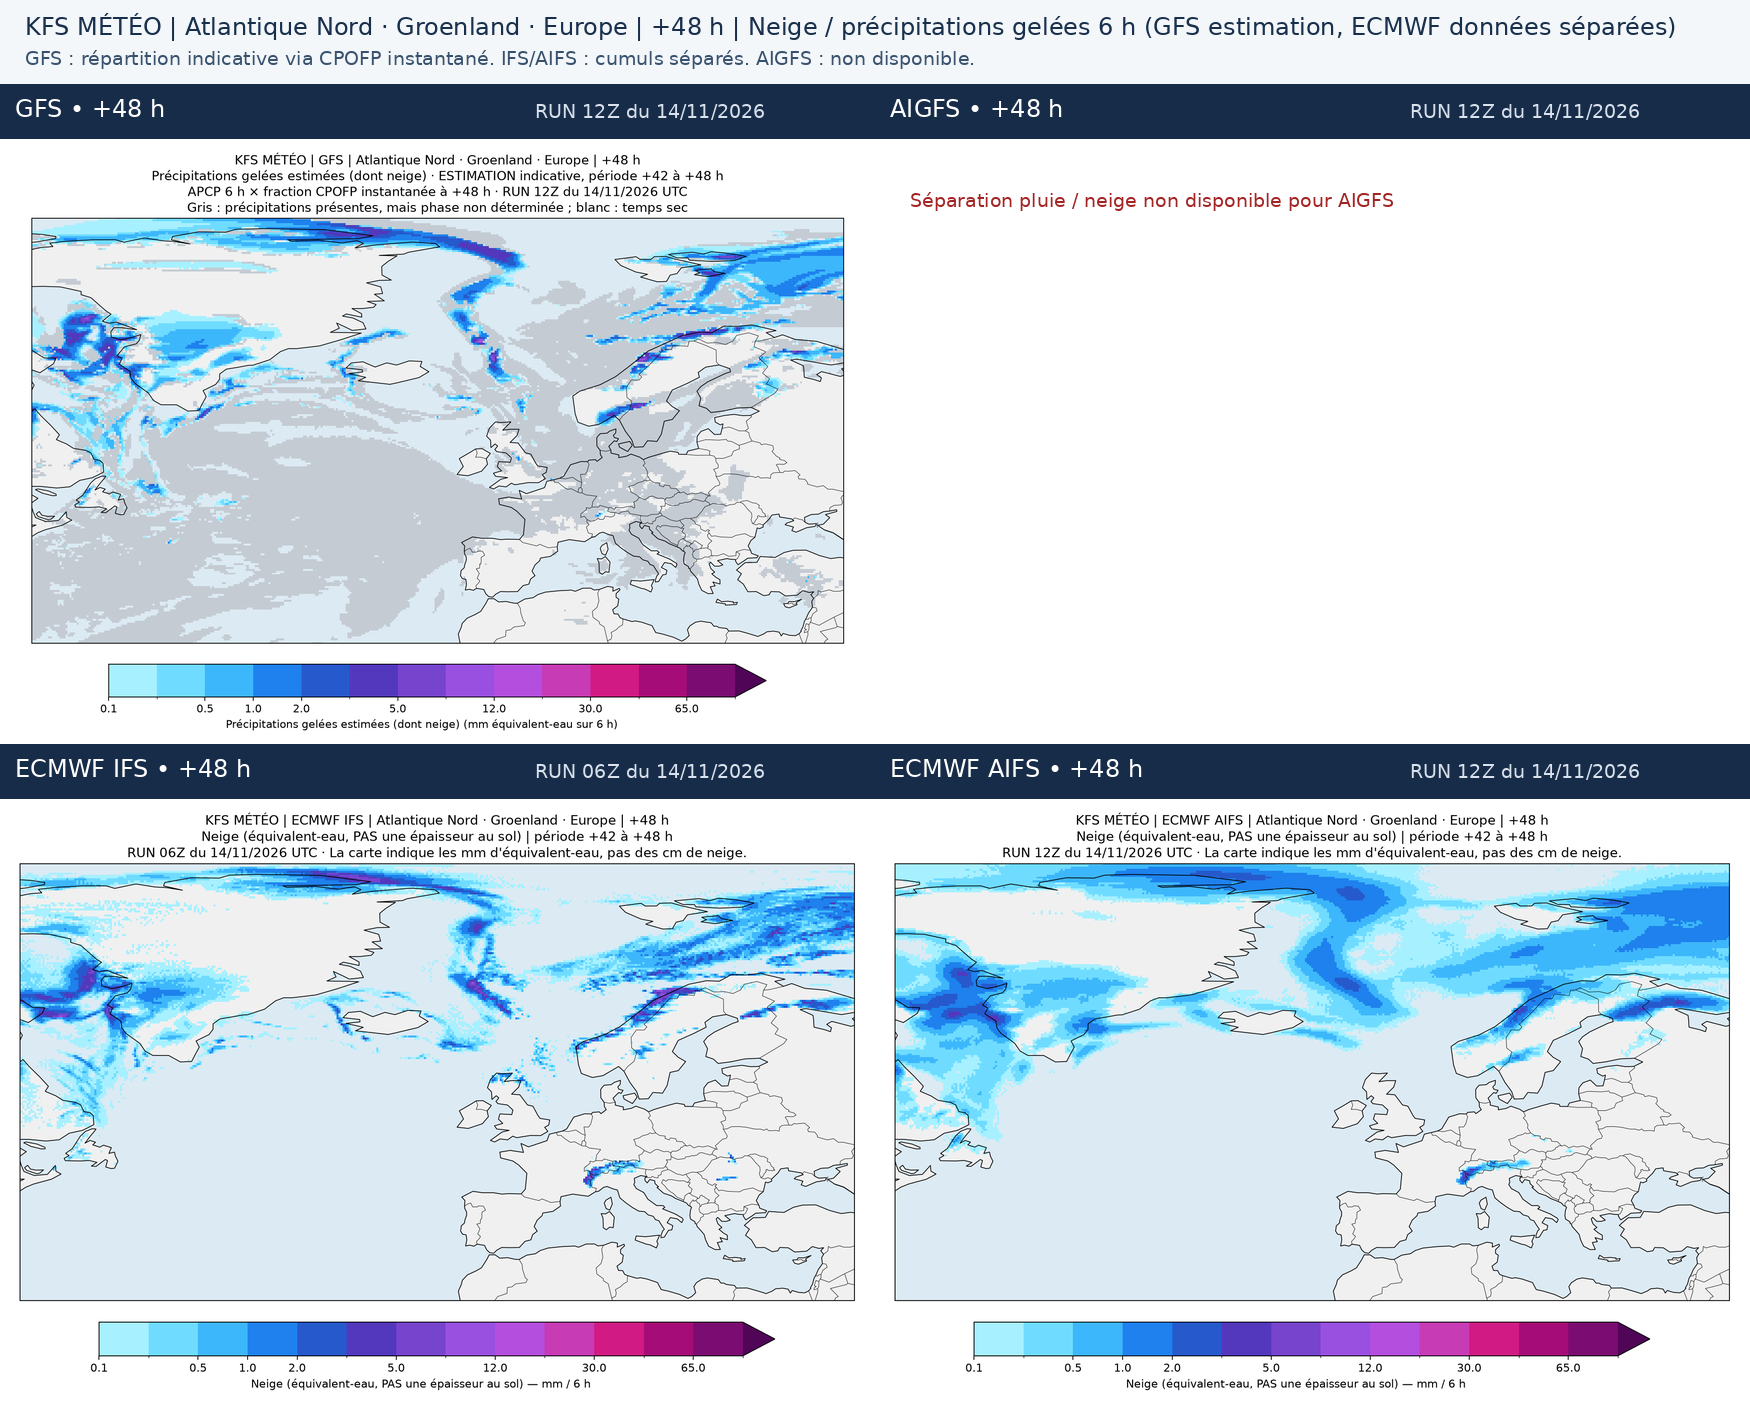 KFS MÉTÉO | Atlantique Nord · Groenland · Europe | +48 h | Neige / précipitations gelées 6 h (GFS estimation, ECMWF données séparées)
GFS : répartition indicative via CPOFP instantané. IFS/AIFS : cumuls séparés. AIGFS : non disponible.
GFS • +48 h
RUN 12Z du 14/11/2026
AIGFS • +48 h
RUN 12Z du 14/11/2026
KFS MÉTÉO | GFS | Atlantique Nord · Groenland · Europe | +48 h
Précipitations gelées estimées (dont neige) · ESTIMATION indicative, période +42 à +48 h
APCP 6 h × fraction CPOFP instantanée à +48 h · RUN 12Z du 14/11/2026 UTC
Gris : précipitations présentes, mais phase non déterminée ; blanc : temps sec
Séparation pluie / neige non disponible pour AIGFS
0.1 0.5 1.0 2.0 5.0 12.0 30.0 65.0
Précipitations gelées estimées (dont neige) (mm équivalent-eau sur 6 h)
ECMWF IFS • +48 h
RUN 06Z du 14/11/2026
ECMWF AIFS • +48 h
RUN 12Z du 14/11/2026
KFS MÉTÉO | ECMWF IFS | Atlantique Nord · Groenland · Europe | +48 h
Neige (équivalent-eau, PAS une épaisseur au sol) | période +42 à +48 h
RUN 06Z du 14/11/2026 UTC · La carte indique les mm d'équivalent-eau, pas des cm de neige.
KFS MÉTÉO | ECMWF AIFS | Atlantique Nord · Groenland · Europe | +48 h
Neige (équivalent-eau, PAS une épaisseur au sol) | période +42 à +48 h
RUN 12Z du 14/11/2026 UTC · La carte indique les mm d'équivalent-eau, pas des cm de neige.
0.1 0.5 1.0 2.0 5.0 12.0 30.0 65.0
Neige (équivalent-eau, PAS une épaisseur au sol) — mm / 6 h
0.1 0.5 1.0 2.0 5.0 12.0 30.0 65.0
Neige (équivalent-eau, PAS une épaisseur au sol) — mm / 6 h